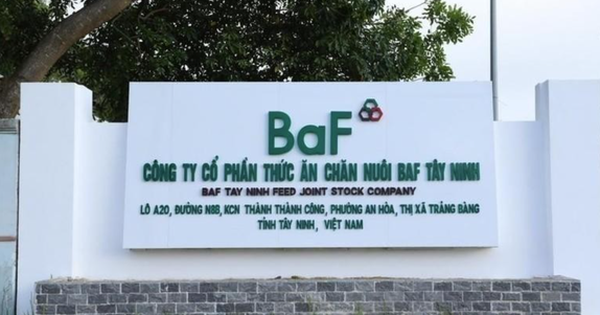 BaF
CÔNG TY CỔ PHẦN THỨC ĂN CHĂN NUÔI BAF TÂY NINH
BAF TAY NINH FEED JOINT STOCK COMPANY
LÔ A20, ĐƯỜNG N8B, KCN THÀNH THÀNH CÔNG, PHƯỜNG AN HÒA, THỊ XÃ TRẢNG BÀNG
TỈNH TÂY NINH, VIỆT NAM